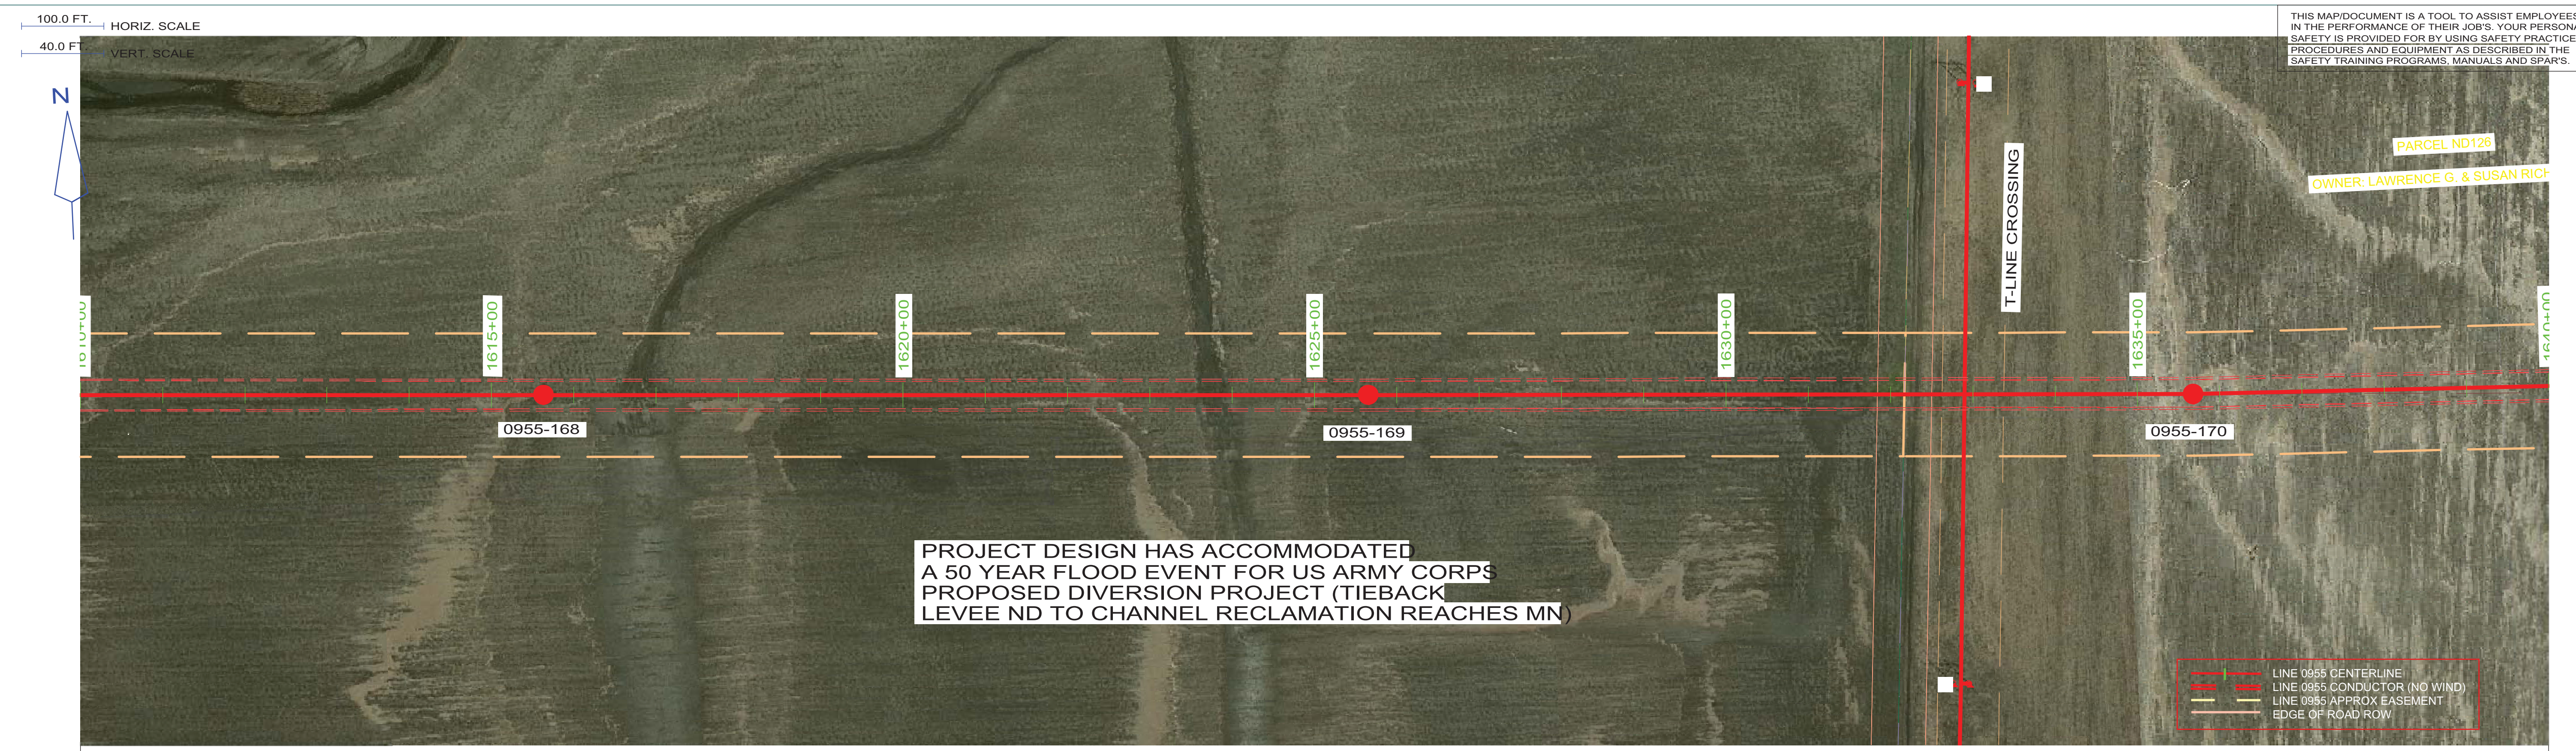 100.0 FT.
HORIZ. SCALE
40.0 FT.
VERT. SCALE
N
THIS MAP/DOCUMENT IS A TOOL TO ASSIST EMPLOYEES
IN THE PERFORMANCE OF THEIR JOB'S. YOUR PERSONA
SAFETY IS PROVIDED FOR BY USING SAFETY PRACTICE
PROCEDURES AND EQUIPMENT AS DESCRIBED IN THE
SAFETY TRAINING PROGRAMS, MANUALS AND SPAR'S.
PARCEL ND126
OWNER: LAWRENCE G. & SUSAN RICH
T-LINE CROSSING
1610+00
1615+00
1620+00
1625+00
1630+00
1635+00
1640+00
0955-168
0955-169
0955-170
PROJECT DESIGN HAS ACCOMMODATED
A 50 YEAR FLOOD EVENT FOR US ARMY CORPS
PROPOSED DIVERSION PROJECT (TIEBACK
LEVEE ND TO CHANNEL RECLAMATION REACHES MN)
LINE 0955 CENTERLINE
LINE 0955 CONDUCTOR (NO WIND)
LINE 0955 APPROX EASEMENT
EDGE OF ROAD ROW